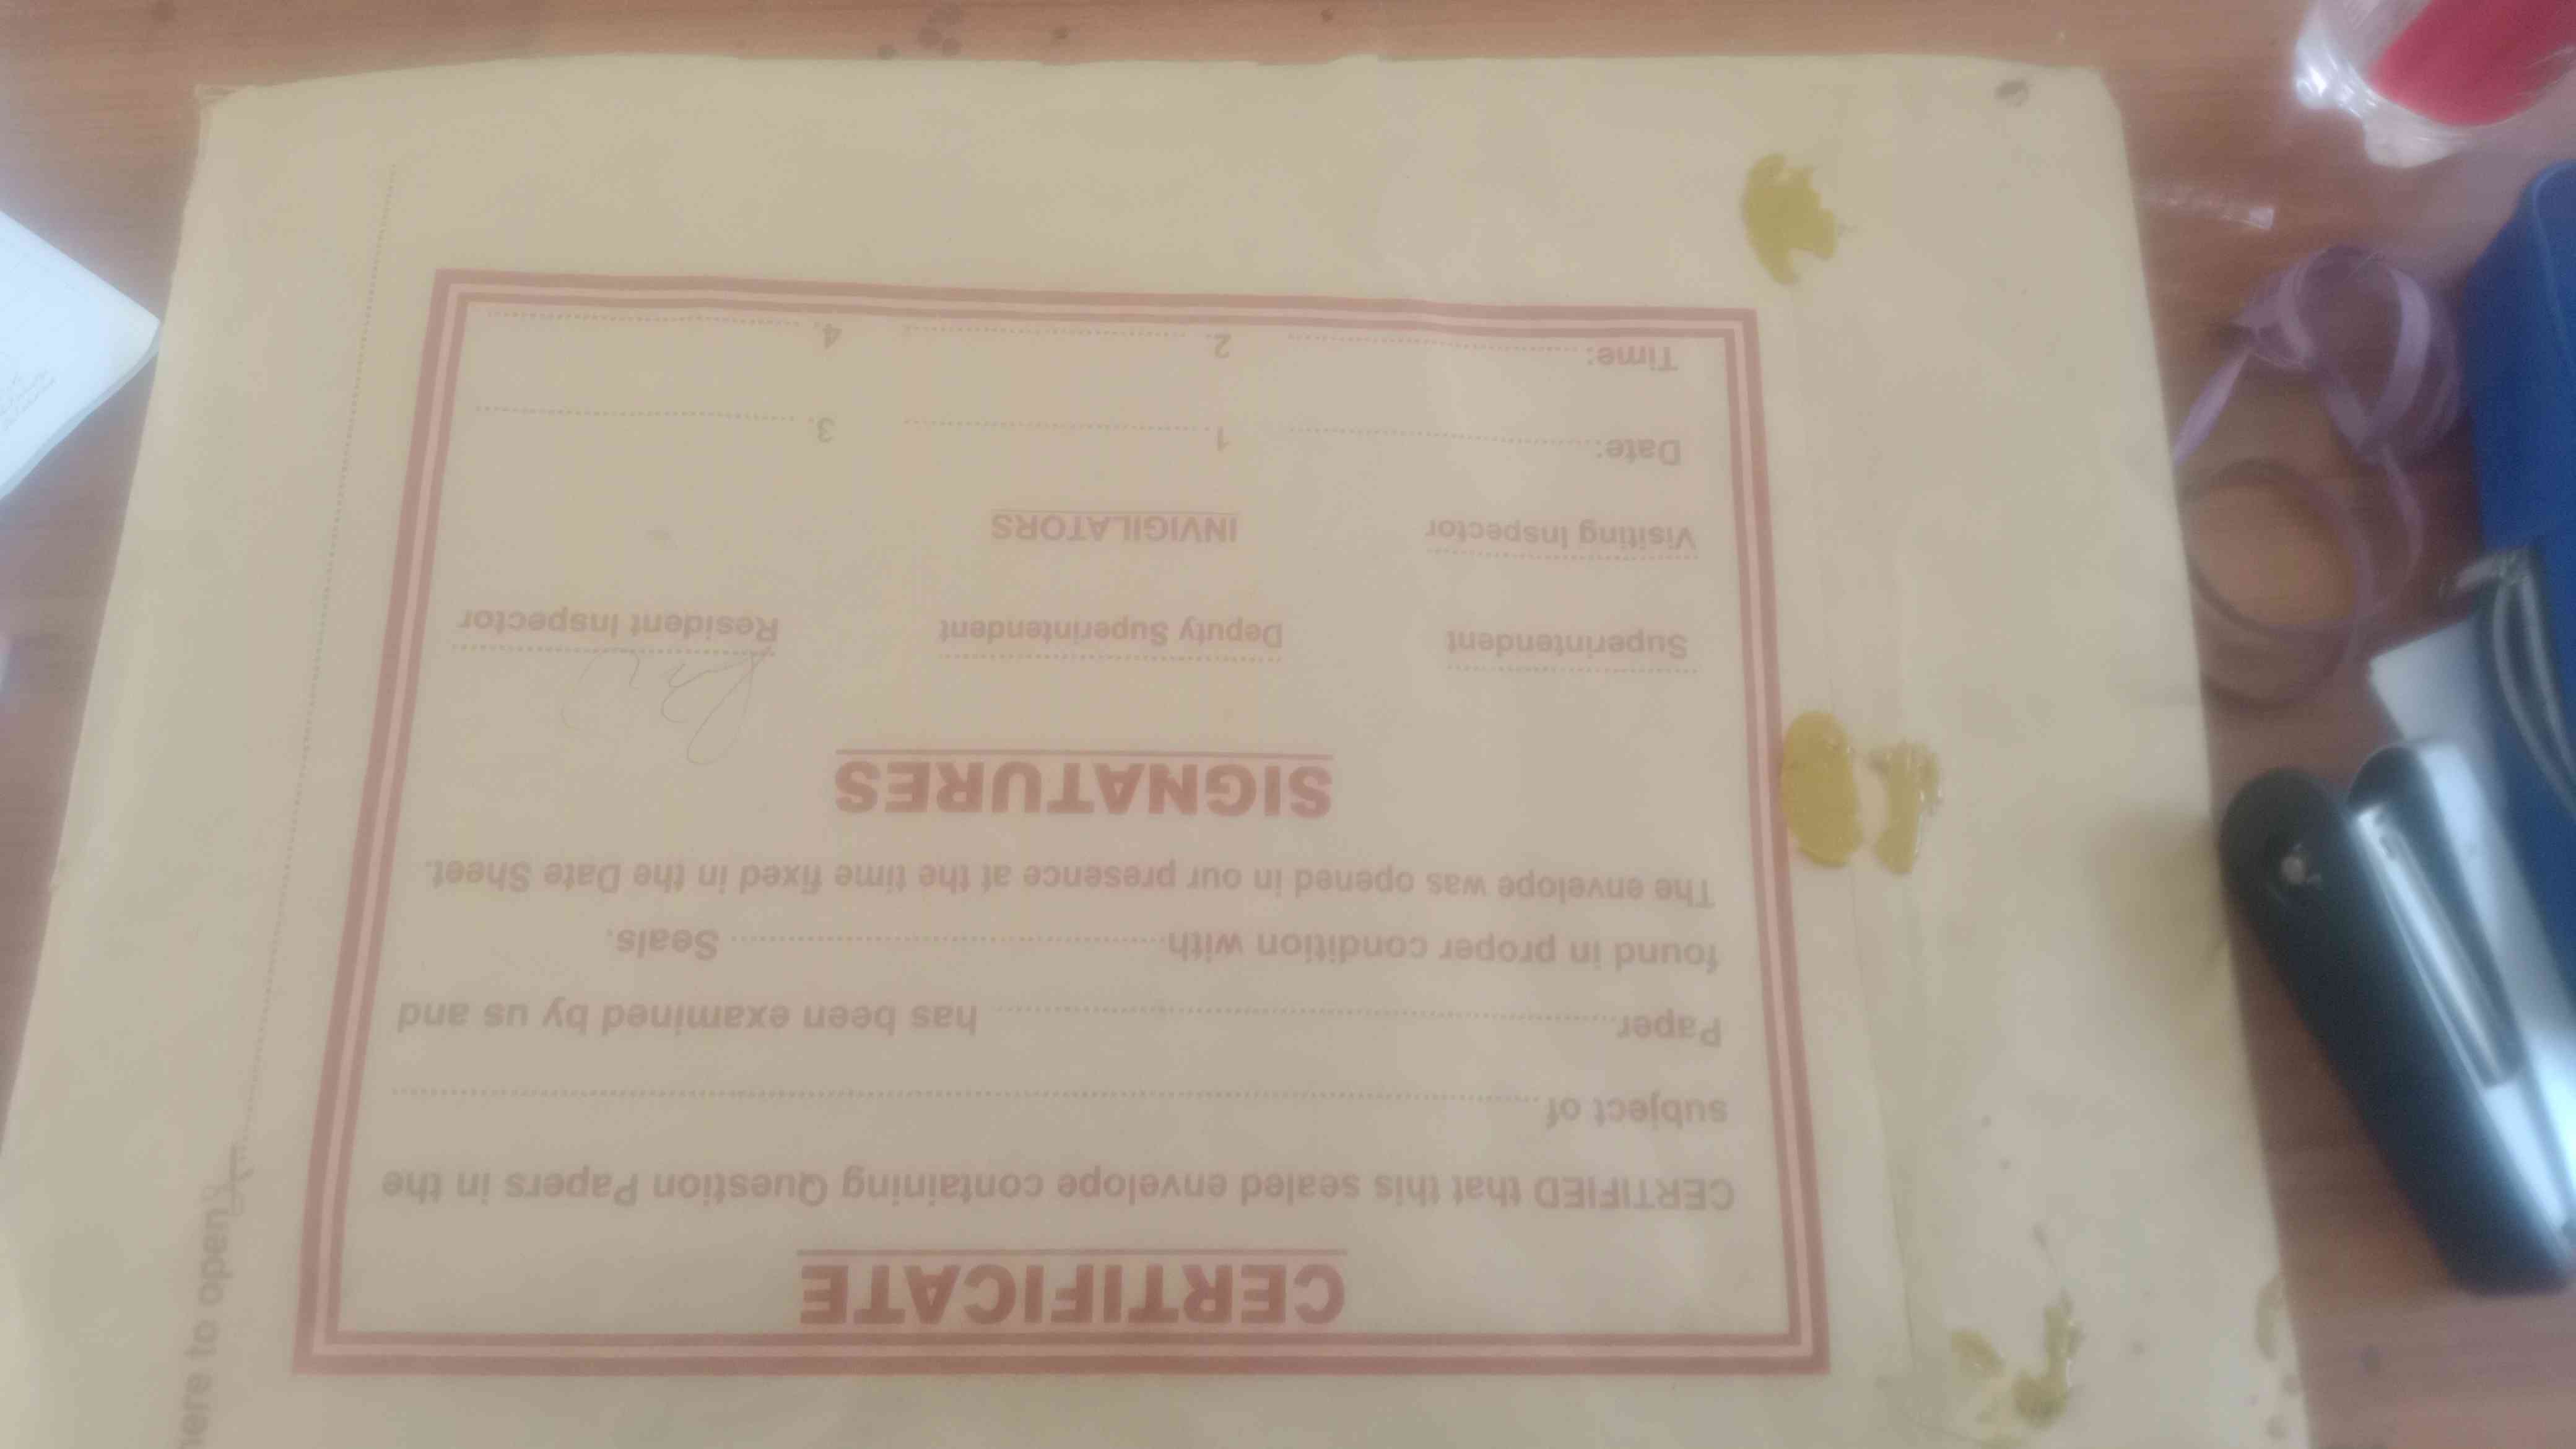 CERTIFICATE
CERTIFIED that this sealed envelope containing Question Papers in the
subject of
Paper has been examined by us and
found in proper condition with Seals.
The envelope was opened in our presence at the time fixed in the Date Sheet.
SIGNATURES
Superintendent Deputy Superintendent Resident Inspector
Visiting Inspector INVIGILATORS
Date: 1. 3.
Time: 2. 4.
here to open